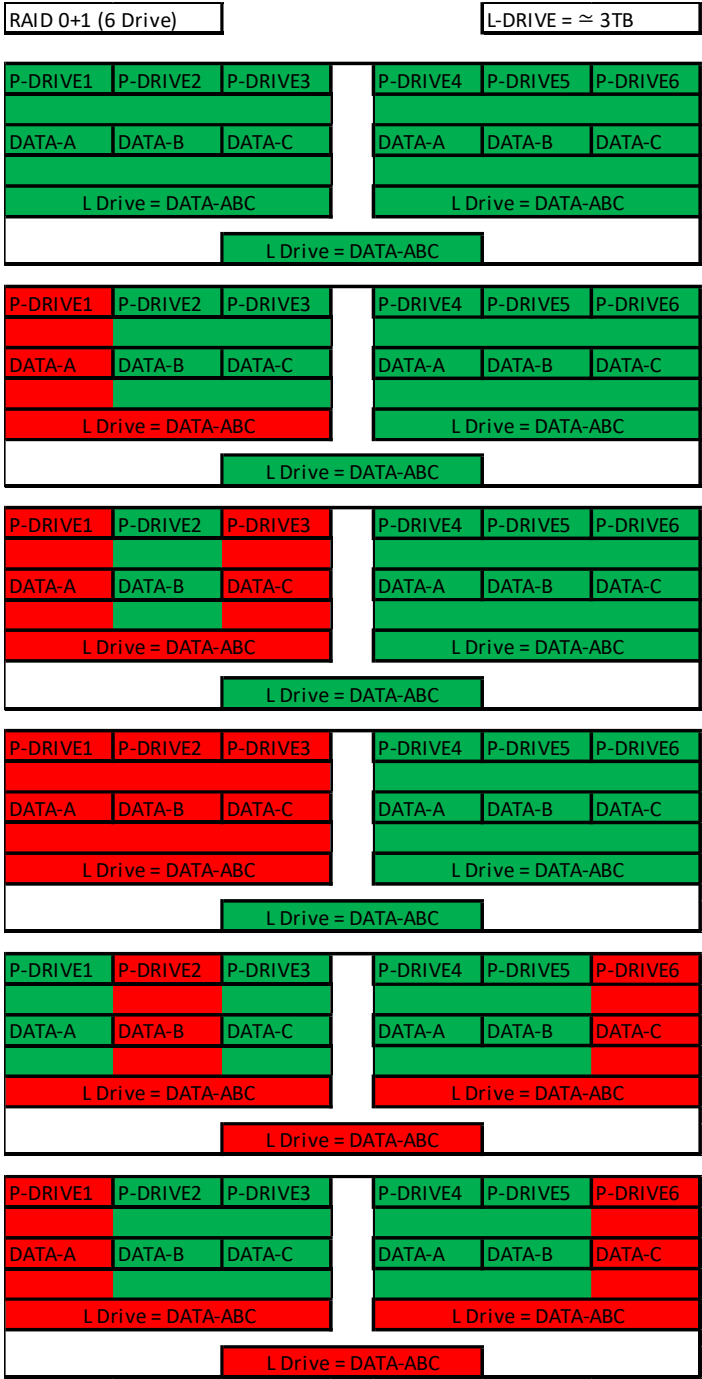 RAID 0+1 (6 Drive) L-DRIVE = ≃ 3TB
P-DRIVE1 P-DRIVE2 P-DRIVE3 P-DRIVE4 P-DRIVE5 P-DRIVE6
DATA-A DATA-B DATA-C DATA-A DATA-B DATA-C
L Drive = DATA-ABC L Drive = DATA-ABC
L Drive = DATA-ABC
P-DRIVE1 P-DRIVE2 P-DRIVE3 P-DRIVE4 P-DRIVE5 P-DRIVE6
DATA-A DATA-B DATA-C DATA-A DATA-B DATA-C
L Drive = DATA-ABC L Drive = DATA-ABC
L Drive = DATA-ABC
P-DRIVE1 P-DRIVE2 P-DRIVE3 P-DRIVE4 P-DRIVE5 P-DRIVE6
DATA-A DATA-B DATA-C DATA-A DATA-B DATA-C
L Drive = DATA-ABC L Drive = DATA-ABC
L Drive = DATA-ABC
P-DRIVE1 P-DRIVE2 P-DRIVE3 P-DRIVE4 P-DRIVE5 P-DRIVE6
DATA-A DATA-B DATA-C DATA-A DATA-B DATA-C
L Drive = DATA-ABC L Drive = DATA-ABC
L Drive = DATA-ABC
P-DRIVE1 P-DRIVE2 P-DRIVE3 P-DRIVE4 P-DRIVE5 P-DRIVE6
DATA-A DATA-B DATA-C DATA-A DATA-B DATA-C
L Drive = DATA-ABC L Drive = DATA-ABC
L Drive = DATA-ABC
P-DRIVE1 P-DRIVE2 P-DRIVE3 P-DRIVE4 P-DRIVE5 P-DRIVE6
DATA-A DATA-B DATA-C DATA-A DATA-B DATA-C
L Drive = DATA-ABC L Drive = DATA-ABC
L Drive = DATA-ABC